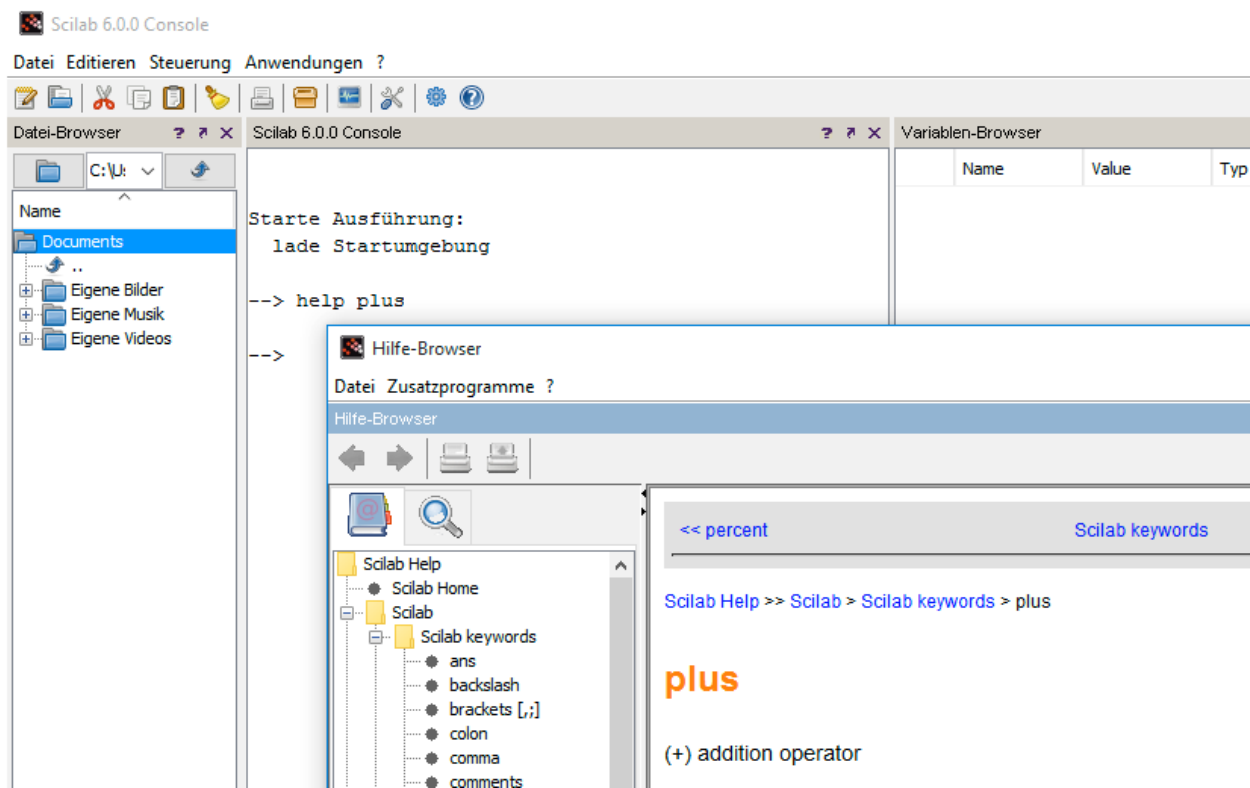 Scilab 6.0.0 Console
Datei Editieren Steuerung Anwendungen ?
Datei-Browser ? Scilab 6.0.0 Console ? Variablen-Browser
C:\U: Name Value Typ
Name
Documents
..
Eigene Bilder
Eigene Musik
Eigene Videos
Starte Ausführung:
lade Startumgebung
--> help plus
-->
Hilfe-Browser
Datei Zusatzprogramme ?
Hilfe-Browser
Scilab Help
Scilab Home
Scilab
Scilab keywords
ans
backslash
brackets [,;]
colon
comma
comments
<< percent Scilab keywords
Scilab Help >> Scilab > Scilab keywords > plus
plus
(+) addition operator